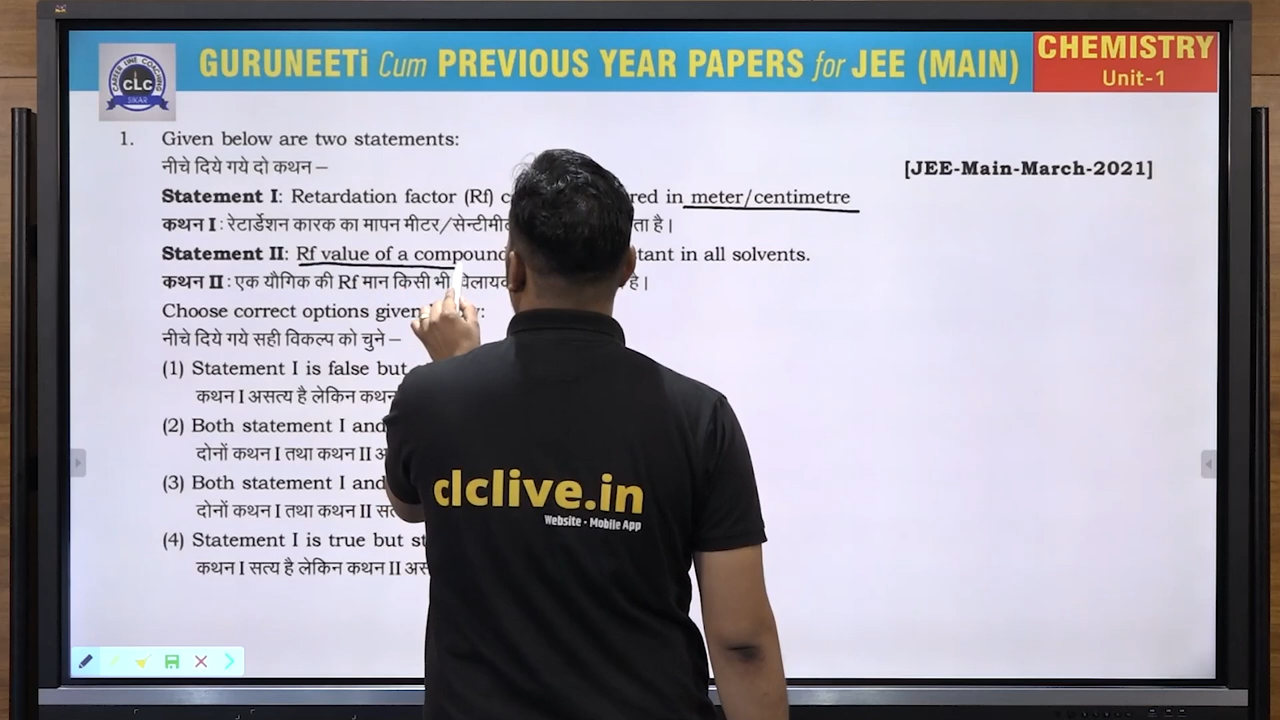 GURUNEETi Cum PREVIOUS YEAR PAPERS for JEE (MAIN)
CHEMISTRY
Unit-1
CAREER LINE COACHING
CLC
SIKAR
1. Given below are two statements:
नीचे दिये गये दो कथन –
[JEE-Main-March-2021]
Statement I: Retardation factor (Rf) in meter/centimetre
कथन I : रेटार्डेशन कारक का मापन मीटर/ है।
Statement II: Rf value of a compound in all solvents.
कथन II : एक यौगिक की Rf मान किसी भी है।
Choose correct options given
नीचे दिये गये सही विकल्प को चुने –
(1) Statement I is false but
कथन I असत्य है लेकिन कथन
(2) Both statement I and
दोनों कथन I तथा कथन II
(3) Both statement I and
दोनों कथन I तथा कथन II
(4) Statement I is true but
कथन I सत्य है लेकिन कथन II
clclive.in
Website - Mobile App